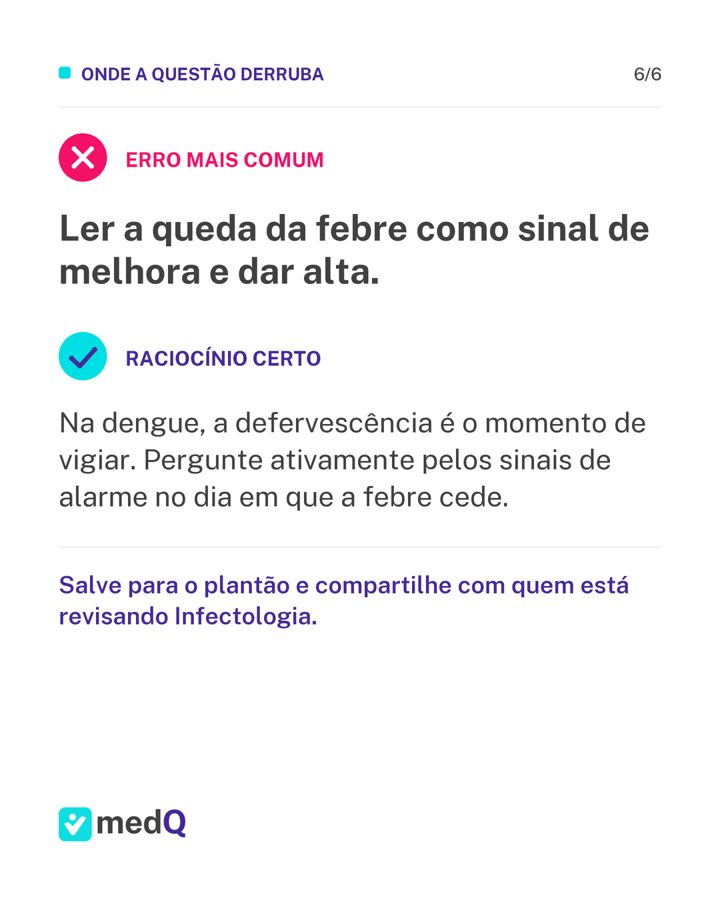 ONDE A QUESTÃO DERRUBA
6/6
ERRO MAIS COMUM
Ler a queda da febre como sinal de
melhora e dar alta.
RACIOCÍNIO CERTO
Na dengue, a defervescência é o momento de
vigiar. Pergunte ativamente pelos sinais de
alarme no dia em que a febre cede.
Salve para o plantão e compartilhe com quem está
revisando Infectologia.
medQ